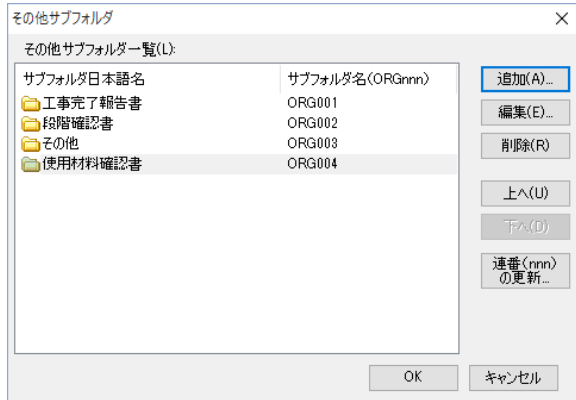 その他サブフォルダ
その他サブフォルダ一覧(L):
サブフォルダ日本語名 サブフォルダ名(ORGnnn)
工事完了報告書 ORG001
段階確認書 ORG002
その他 ORG003
使用材料確認書 ORG004
追加(A)...
編集(E)...
削除(R)
上へ(U)
下へ(D)
連番(nnn)
の更新...
OK キャンセル